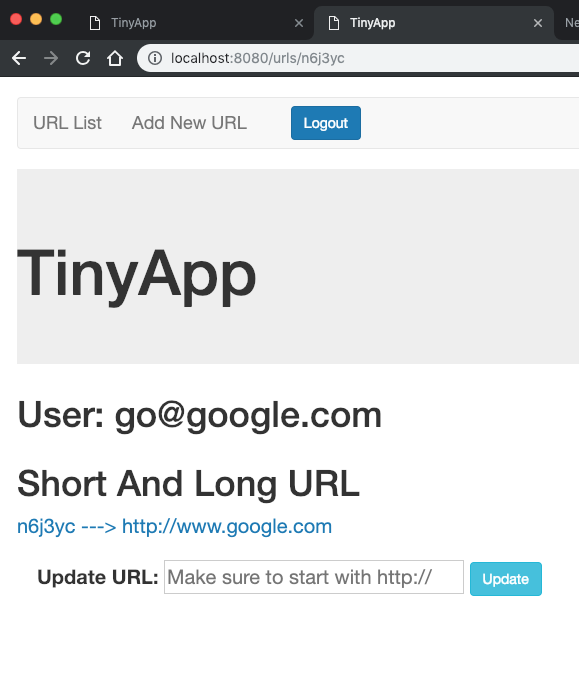 TinyApp TinyApp Ne
localhost:8080/urls/n6j3yc
URL List Add New URL Logout
TinyApp
User: go@google.com
Short And Long URL
n6j3yc ---> http://www.google.com
Update URL: Make sure to start with http:// Update